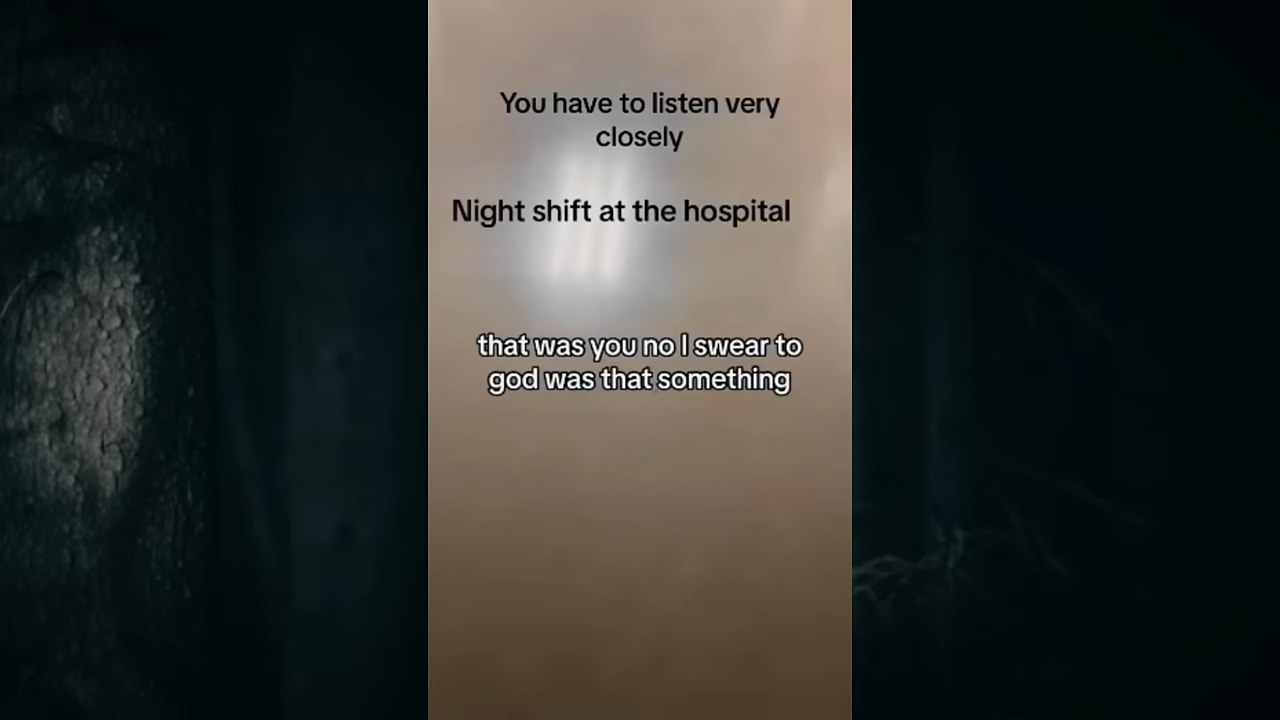 You have to listen very
closely
Night shift at the hospital
that was you no I swear to
god was that something